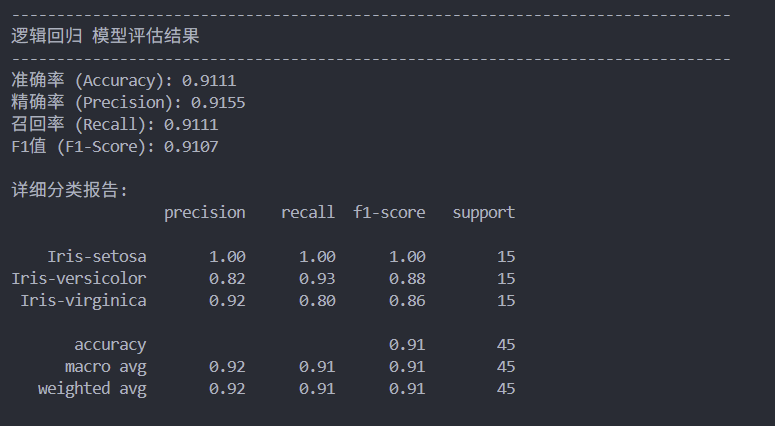 --------------------------------------------------------------------------------
逻辑回归 模型评估结果
--------------------------------------------------------------------------------
准确率 (Accuracy): 0.9111
精确率 (Precision): 0.9155
召回率 (Recall): 0.9111
F1值 (F1-Score): 0.9107
详细分类报告:
precision recall f1-score support
Iris-setosa 1.00 1.00 1.00 15
Iris-versicolor 0.82 0.93 0.88 15
Iris-virginica 0.92 0.80 0.86 15
accuracy 0.91 45
macro avg 0.92 0.91 0.91 45
weighted avg 0.92 0.91 0.91 45